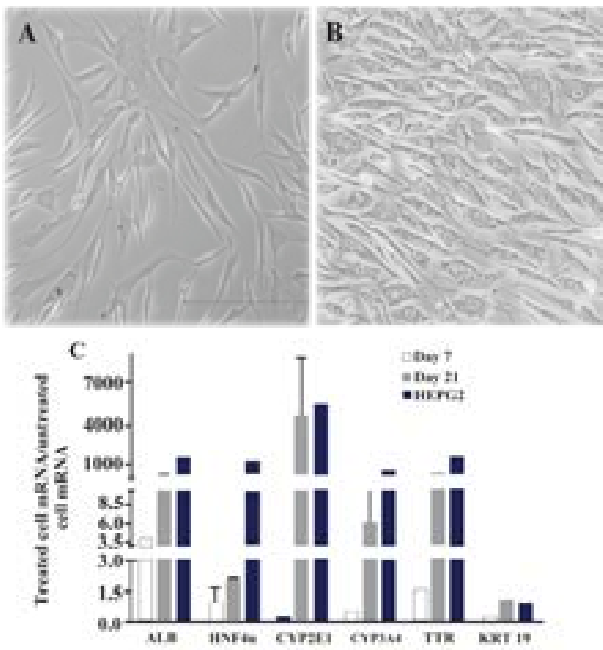 A
B
C
Day 7
Day 21
HEPG2
Treated cell mRNA/untreated
cell mRNA
7000
4000
1000
8.5
6.0
3.5
3.0
1.5
0.0
ALB HNF4α CYP2E1 CYP3A4 TTR KRT 19